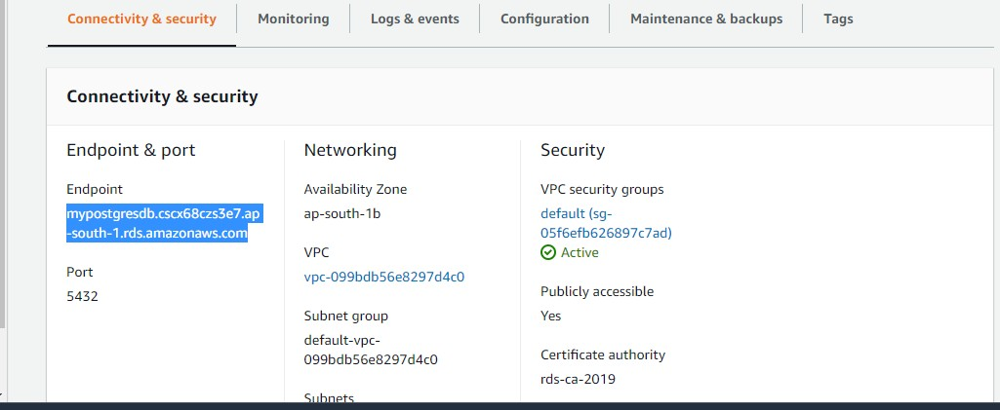 Connectivity & security
Monitoring
Logs & events
Configuration
Maintenance & backups
Tags
Connectivity & security
Endpoint & port
Endpoint
mypostgresdb.cscx68czs3e7.ap
-south-1.rds.amazonaws.com
Port
5432
Networking
Availability Zone
ap-south-1b
VPC
vpc-099bdb56e8297d4c0
Subnet group
default-vpc-
099bdb56e8297d4c0
Subnets
Security
VPC security groups
default (sg-
05f6efb626897c7ad)
Active
Publicly accessible
Yes
Certificate authority
rds-ca-2019